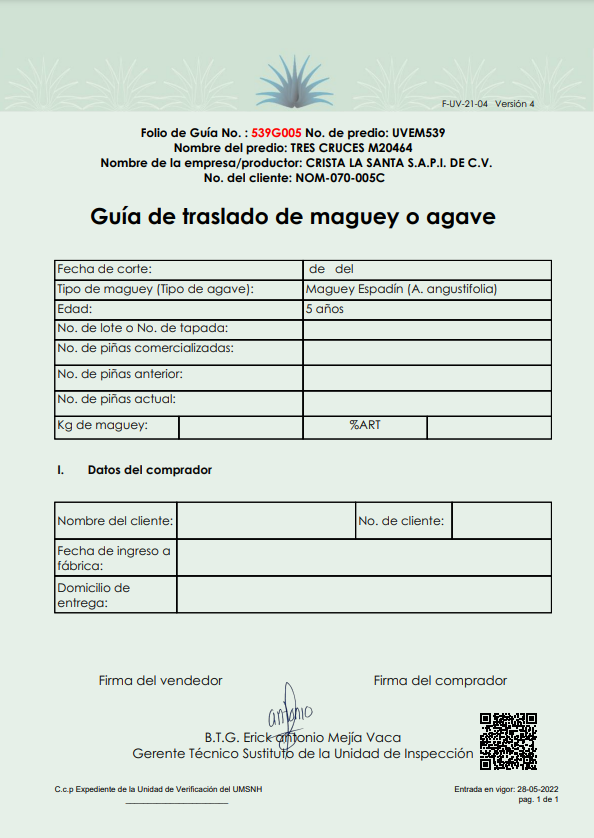 F-UV-21-04 Versión 4
Folio de Guía No. : 539G005 No. de predio: UVEM539
Nombre del predio: TRES CRUCES M20464
Nombre de la empresa/productor: CRISTA LA SANTA S.A.P.I. DE C.V.
No. del cliente: NOM-070-005C
Guía de traslado de maguey o agave
Fecha de corte: de del
Tipo de maguey (Tipo de agave): Maguey Espadín (A. angustifolia)
Edad: 5 años
No. de lote o No. de tapada:
No. de piñas comercializadas:
No. de piñas anterior:
No. de piñas actual:
Kg de maguey: %ART
I. Datos del comprador
Nombre del cliente: No. de cliente:
Fecha de ingreso a
fábrica:
Domicilio de
entrega:
Firma del vendedor Firma del comprador
antonio
B.T.G. Erick antonio Mejía Vaca
Gerente Técnico Sustituto de la Unidad de Inspección
C.c.p Expediente de la Unidad de Verificación del UMSNH Entrada en vigor: 28-05-2022
pag. 1 de 1